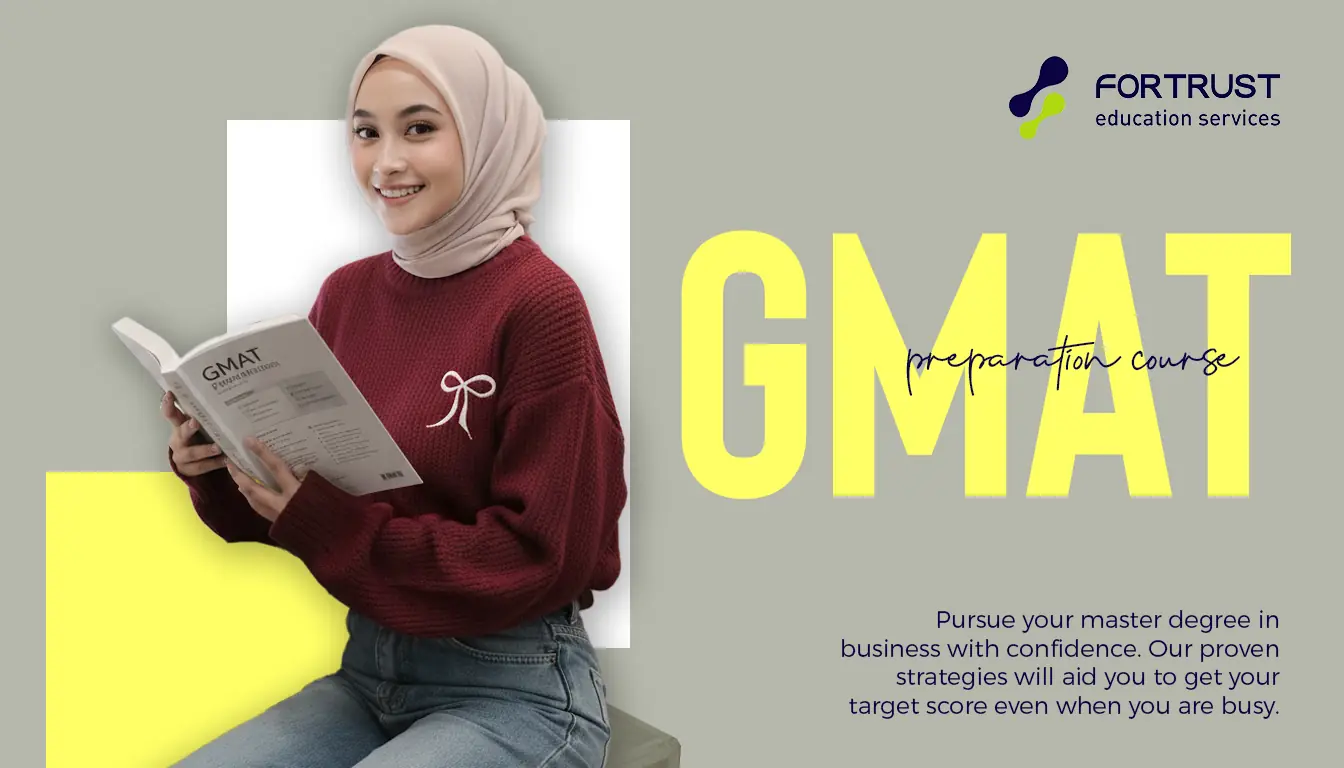 FORTRUST
education services
GMAT
preparation course
GMAT
Pursue your master degree in
business with confidence. Our proven
strategies will aid you to get your
target score even when you are busy.